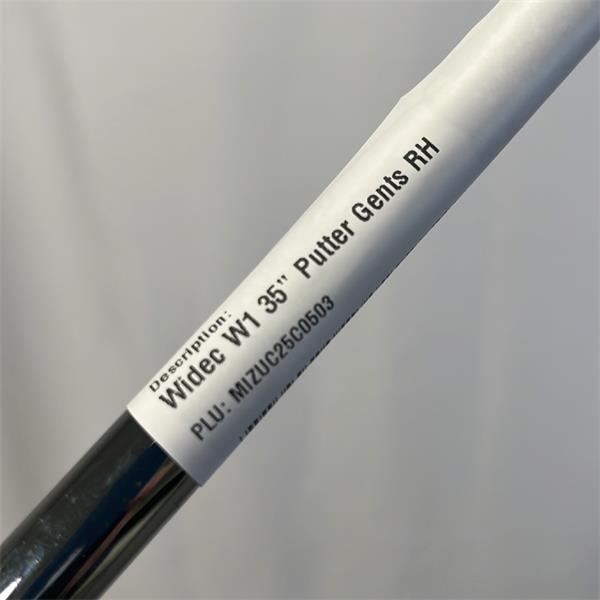 Description:
Widec W1 35" Putter Gents RH
PLU: MIZUC25C0503